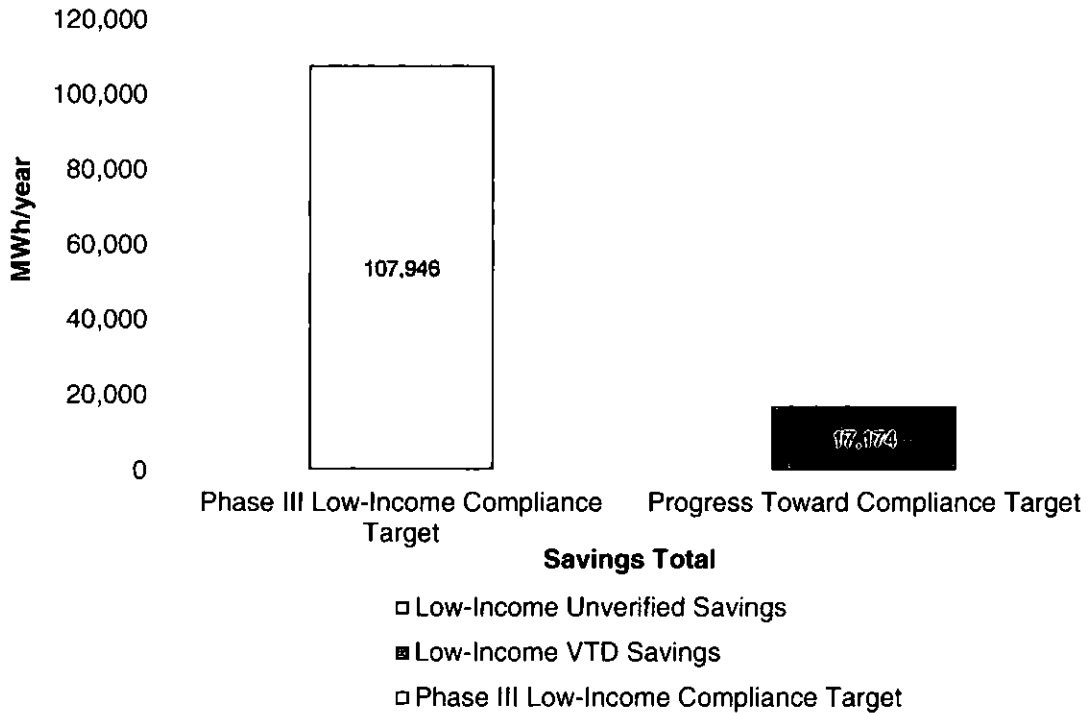 120,000
100,000
80,000
60,000
40,000
20,000
0
MWh/year
107,946
17,174
Phase III Low-Income Compliance
Target
Progress Toward Compliance Target
Savings Total
Low-Income Unverified Savings
Low-Income VTD Savings
Phase III Low-Income Compliance Target